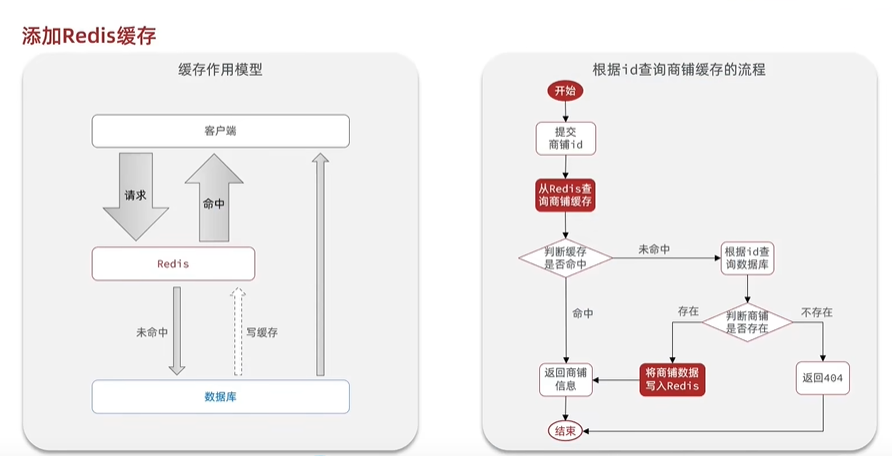 添加Redis缓存
缓存作用模型
客户端
请求
命中
Redis
未命中
写缓存
数据库
根据id查询商铺缓存的流程
开始
提交
商铺id
从Redis查
询商铺缓存
判断缓存
是否命中
未命中
根据id查
询数据库
命中
存在
判断商铺
是否存在
不存在
返回商铺
信息
将商铺数据
写入Redis
返回404
结束